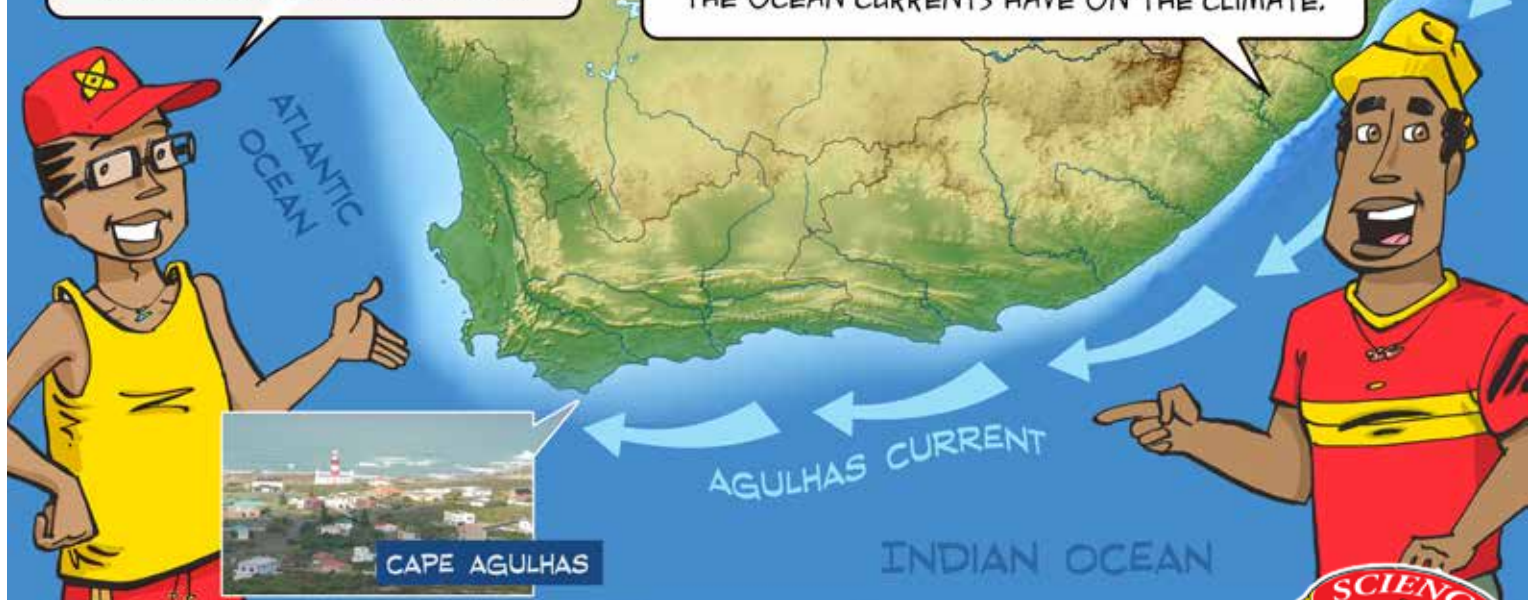 THE OCEAN CURRENTS HAVE ON THE CLIMATE.
ATLANTIC
OCEAN
AGULHAS CURRENT
CAPE AGULHAS
INDIAN OCEAN